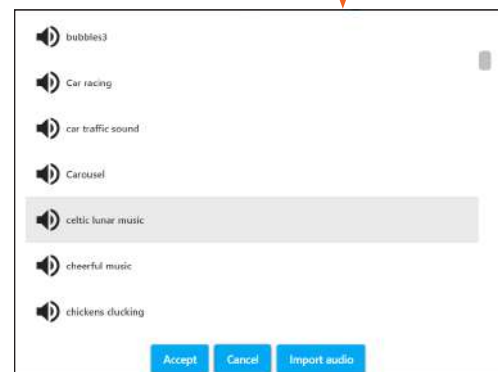 bubbles3
Car racing
car traffic sound
Carousel
celtic lunar music
cheerful music
chickens clucking
Accept Cancel Import audio